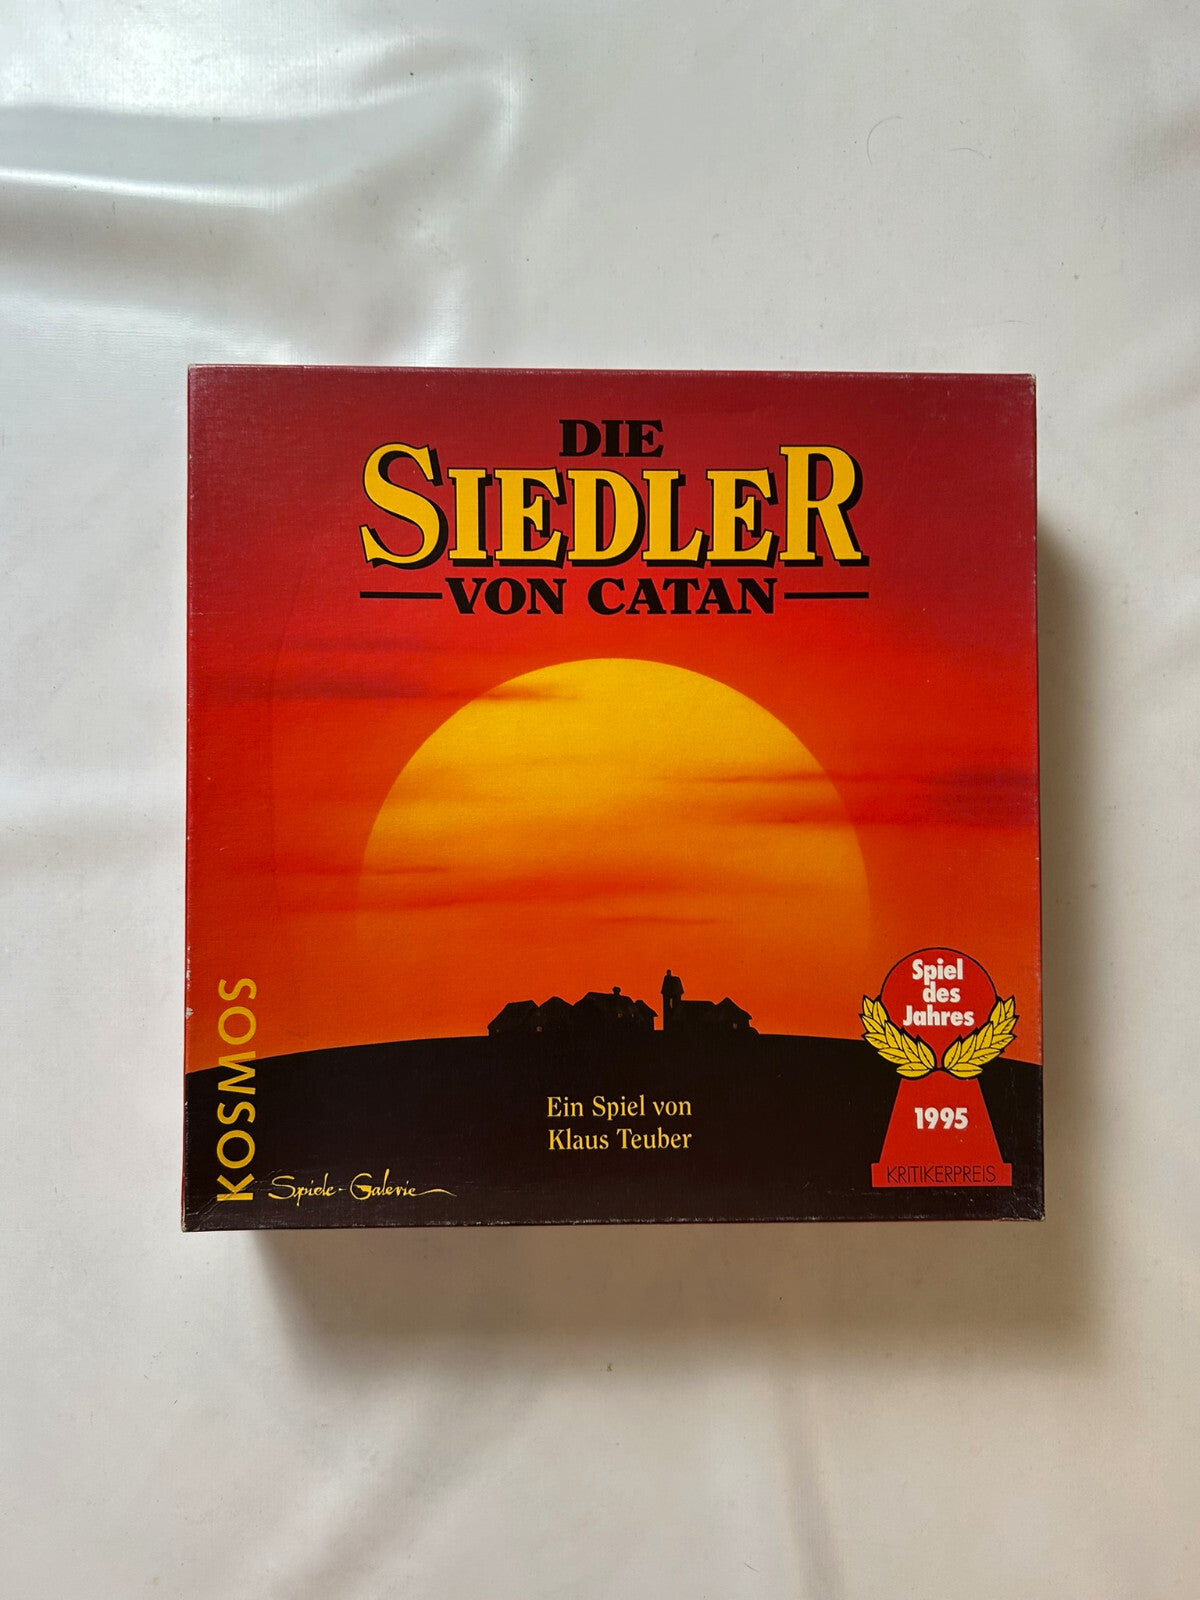 DIE
SIEDLER
VON CATAN
Spiel
des
Jahres
1995
KRITIKERPREIS
Ein Spiel von
Klaus Teuber
KOSMOS
Spiele-Galerie